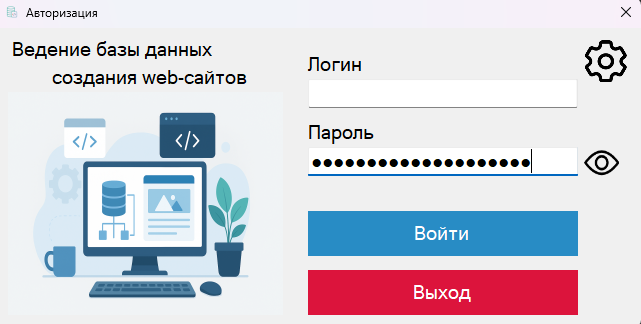 Авторизация
Ведение базы данных
создания web-сайтов
Логин
Пароль
●●●●●●●●●●●●●●●●●●●●
Войти
Выход